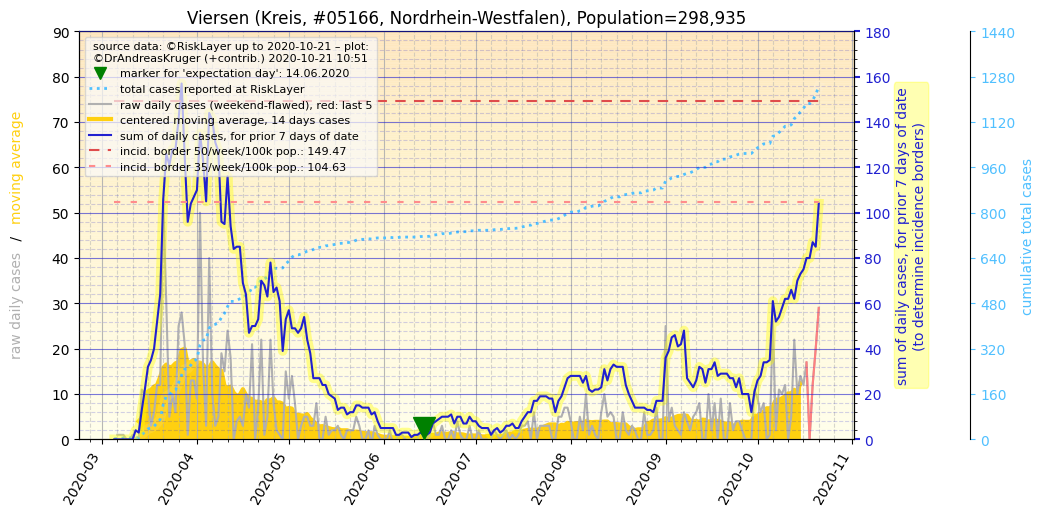 Viersen (Kreis, #05166, Nordrhein-Westfalen), Population=298,935
source data: ©RiskLayer up to 2020-10-21 – plot:
©DrAndreasKruger (+contrib.) 2020-10-21 10:51
marker for 'expectation day': 14.06.2020
total cases reported at RiskLayer
raw daily cases (weekend-flawed), red: last 5
centered moving average, 14 days cases
sum of daily cases, for prior 7 days of date
incid. border 50/week/100k pop.: 149.47
incid. border 35/week/100k pop.: 104.63
raw daily cases / moving average
90
80
70
60
50
40
30
20
10
0
2020-03
2020-04
2020-05
2020-06
2020-07
2020-08
2020-09
2020-10
2020-11
180
160
140
120
100
80
60
40
20
0
sum of daily cases, for prior 7 days of date
(to determine incidence borders)
1440
1280
1120
960
800
640
480
320
160
0
cumulative total cases